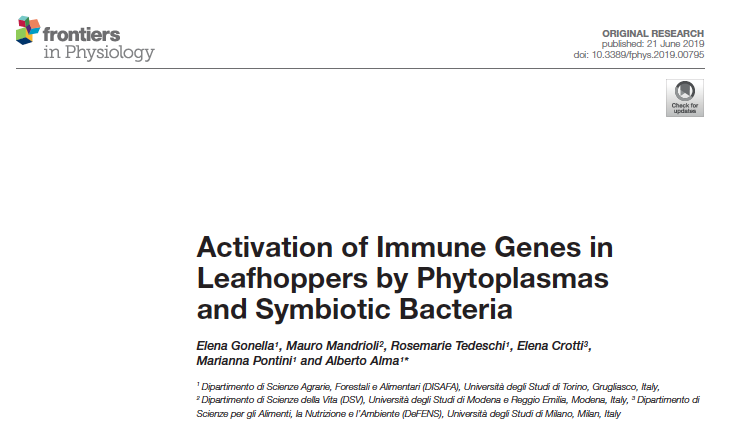 frontiers
in Physiology
ORIGINAL RESEARCH
published: 21 June 2019
doi: 10.3389/fphys.2019.00795
Check for
updates
Activation of Immune Genes in
Leafhoppers by Phytoplasmas
and Symbiotic Bacteria
Elena Gonella¹, Mauro Mandrioli², Rosemarie Tedeschi¹, Elena Crotti³,
Marianna Pontini¹ and Alberto Alma¹*
¹ Dipartimento di Scienze Agrarie, Forestali e Alimentari (DISAFA), Università degli Studi di Torino, Grugliasco, Italy,
² Dipartimento di Scienze della Vita (DSV), Università degli Studi di Modena e Reggio Emilia, Modena, Italy, ³ Dipartimento di
Scienze per gli Alimenti, la Nutrizione e l'Ambiente (DeFENS), Università degli Studi di Milano, Milan, Italy